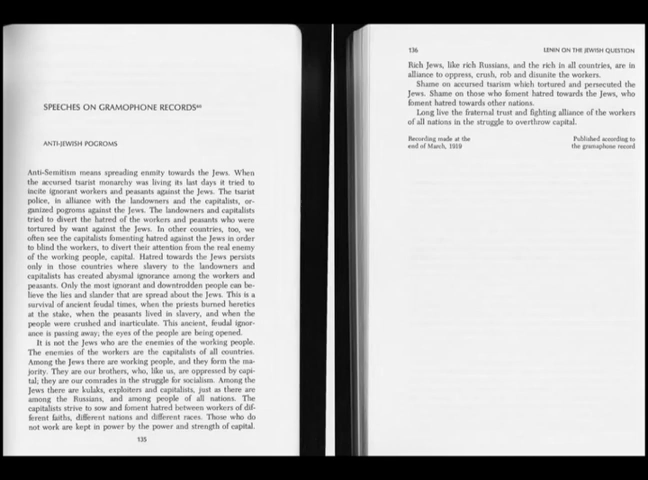 SPEECHES ON GRAMOPHONE RECORDS
ANTI-JEWISH POGROMS
Anti-Semitism means spreading enmity towards the Jews. When
the accursed tsarist monarchy was living its last days it tried to
incite ignorant workers and peasants against the Jews. The tsarist
police, in alliance with the landowners and the capitalists, or-
ganized pogroms against the Jews. The landowners and capitalists
tried to divert the hatred of the workers and peasants who were
tortured by want against the Jews. In other countries, too, we
often see the capitalists fomenting hatred against the Jews in order
to blind the workers, to divert their attention from the real enemy
of the working people, capital. Hatred towards the Jews persists
only in those countries where slavery to the landowners and
capitalists has created abysmal ignorance among the workers and
peasants. Only the most ignorant and downtrodden people can be-
lieve the lies and slander that are spread about the Jews. This is a
survival of ancient feudal times, when the priests burned heretics
at the stake, when the peasants lived in slavery, and when the
people were crushed and inarticulate. This ancient, feudal ignor-
ance is passing away; the eyes of the people are being opened.
It is not the Jews who are the enemies of the working people.
The enemies of the workers are the capitalists of all countries.
Among the Jews there are working people, and they form the ma-
jority. They are our brothers, who, like us, are oppressed by capi-
tal; they are our comrades in the struggle for socialism. Among the
Jews there are kulaks, exploiters and capitalists, just as there are
among the Russians, and among people of all nations. The
capitalists strive to sow and foment hatred between workers of dif-
ferent faiths, different nations and different races. Those who do
not work are kept in power by the power and strength of capital.
135
136 LENIN ON THE JEWISH QUESTION
Rich Jews, like rich Russians, and the rich in all countries, are in
alliance to oppress, crush, rob and disunite the workers.
Shame on accursed tsarism which tortured and persecuted the
Jews. Shame on those who foment hatred towards the Jews, who
foment hatred towards other nations.
Long live the fraternal trust and fighting alliance of the workers
of all nations in the struggle to overthrow capital.
Recording made at the Published according to
end of March, 1919 the gramophone record